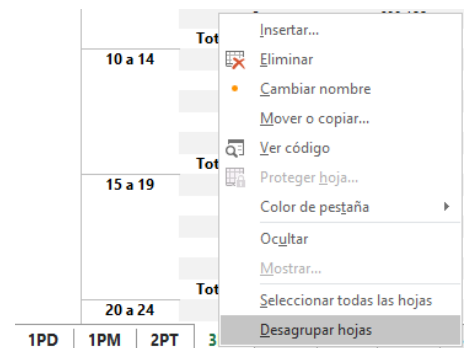 Insertar...
Tot
10 a 14
Eliminar
Cambiar nombre
Mover o copiar...
Ver código
Tot
Proteger hoja...
15 a 19
Color de pestaña
Ocultar
Mostrar...
Tot
Seleccionar todas las hojas
20 a 24
Desagrupar hojas
1PD 1PM 2PT 3